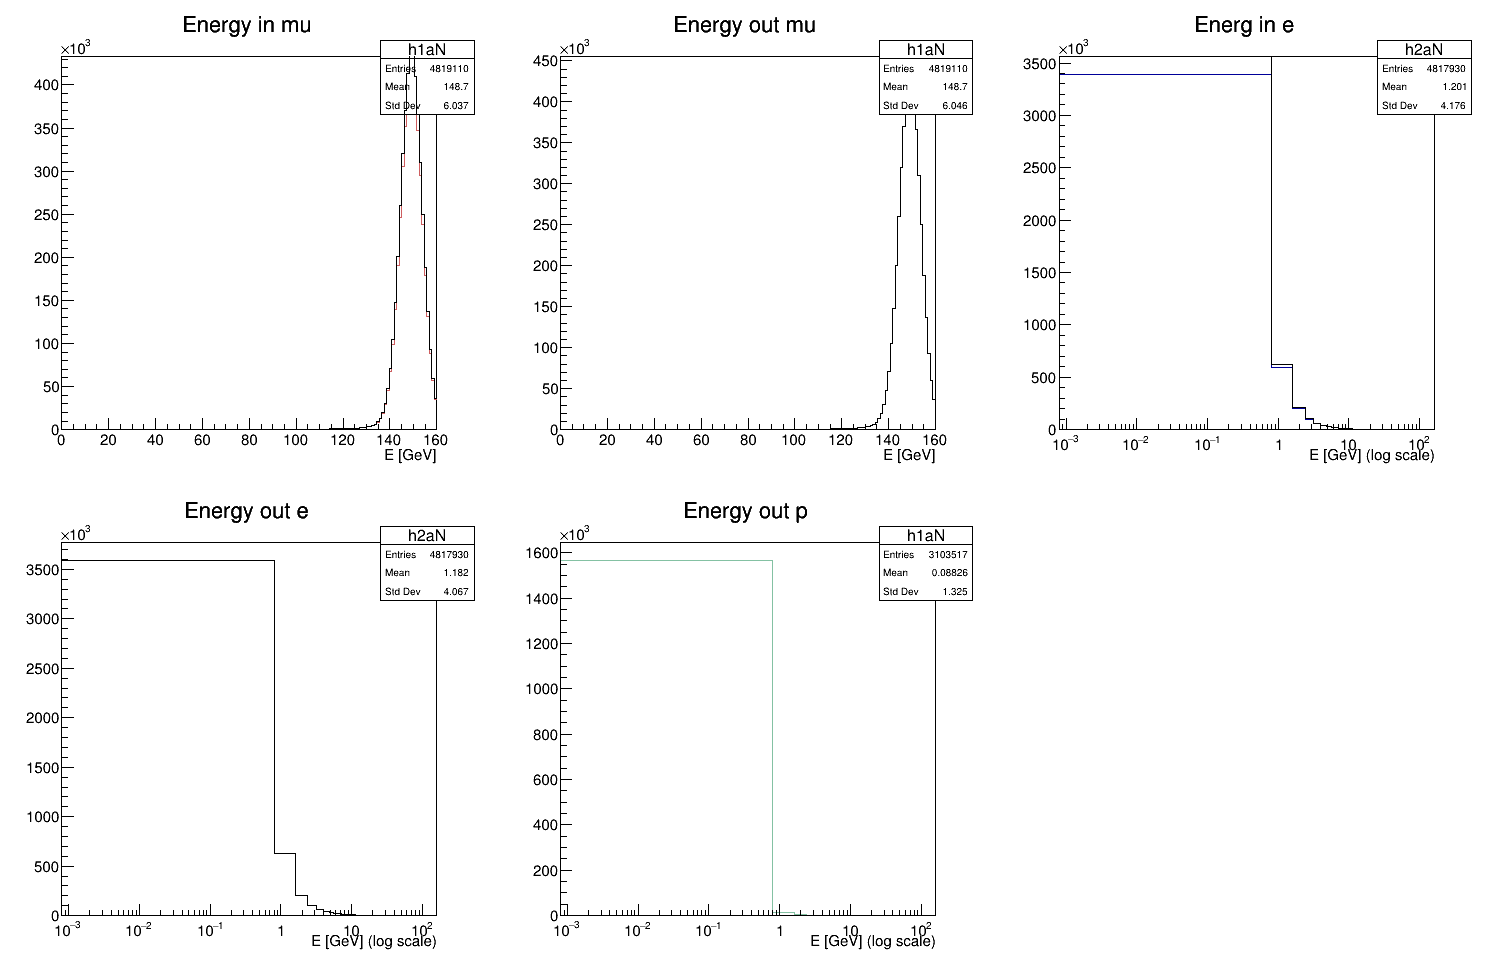 Energy in mu
×10³
h1aN
Entries 4819110
Mean 148.7
Std Dev 6.037
400
350
300
250
200
150
100
50
0
0 20 40 60 80 100 120 140 160
E [GeV]
Energy out mu
×10³
h1aN
Entries 4819110
Mean 148.7
Std Dev 6.046
450
400
350
300
250
200
150
100
50
0
0 20 40 60 80 100 120 140 160
E [GeV]
Energ in e
×10³
h2aN
Entries 4817930
Mean 1.201
Std Dev 4.176
3500
3000
2500
2000
1500
1000
500
0
10⁻³ 10⁻² 10⁻¹ 1 10 10²
E [GeV] (log scale)
Energy out e
×10³
h2aN
Entries 4817930
Mean 1.182
Std Dev 4.067
3500
3000
2500
2000
1500
1000
500
0
10⁻³ 10⁻² 10⁻¹ 1 10 10²
E [GeV] (log scale)
Energy out p
×10³
h1aN
Entries 3103517
Mean 0.08826
Std Dev 1.325
1600
1400
1200
1000
800
600
400
200
0
10⁻³ 10⁻² 10⁻¹ 1 10 10²
E [GeV] (log scale)